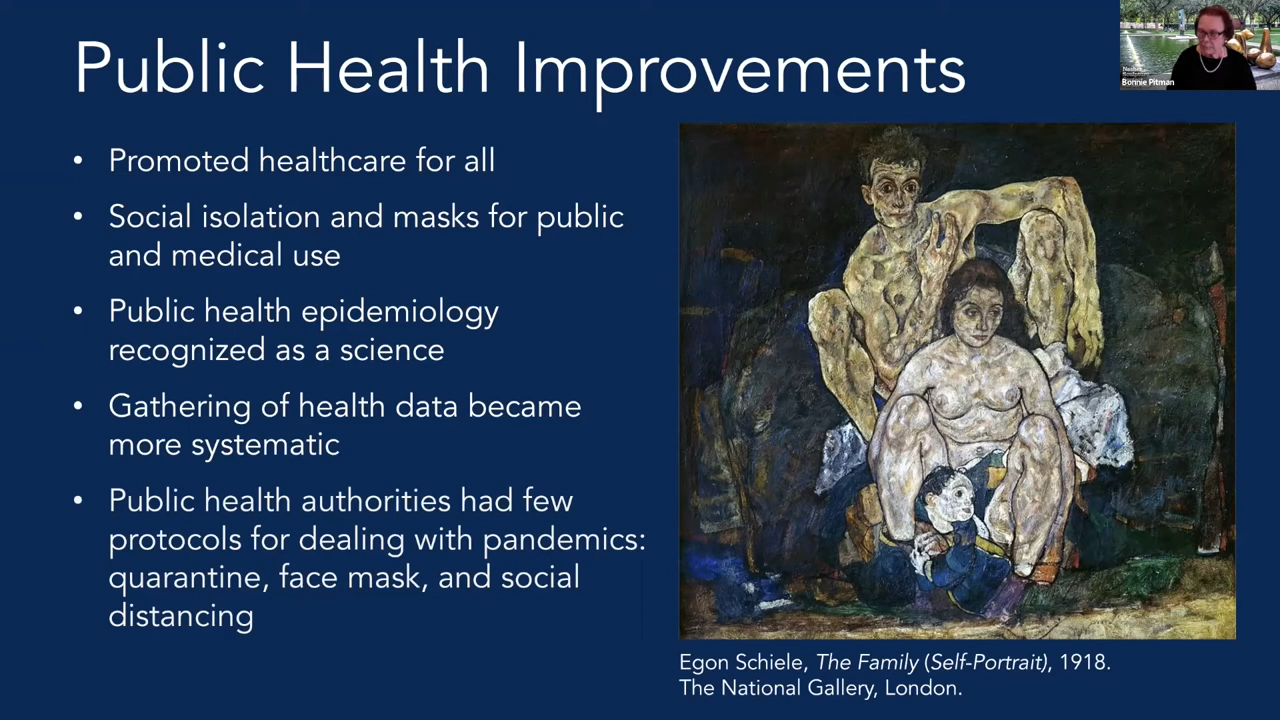 Public Health Improvements
• Promoted healthcare for all
• Social isolation and masks for public
and medical use
• Public health epidemiology
recognized as a science
• Gathering of health data became
more systematic
• Public health authorities had few
protocols for dealing with pandemics:
quarantine, face mask, and social
distancing
Egon Schiele, The Family (Self-Portrait), 1918.
The National Gallery, London.
Bonnie Pitman